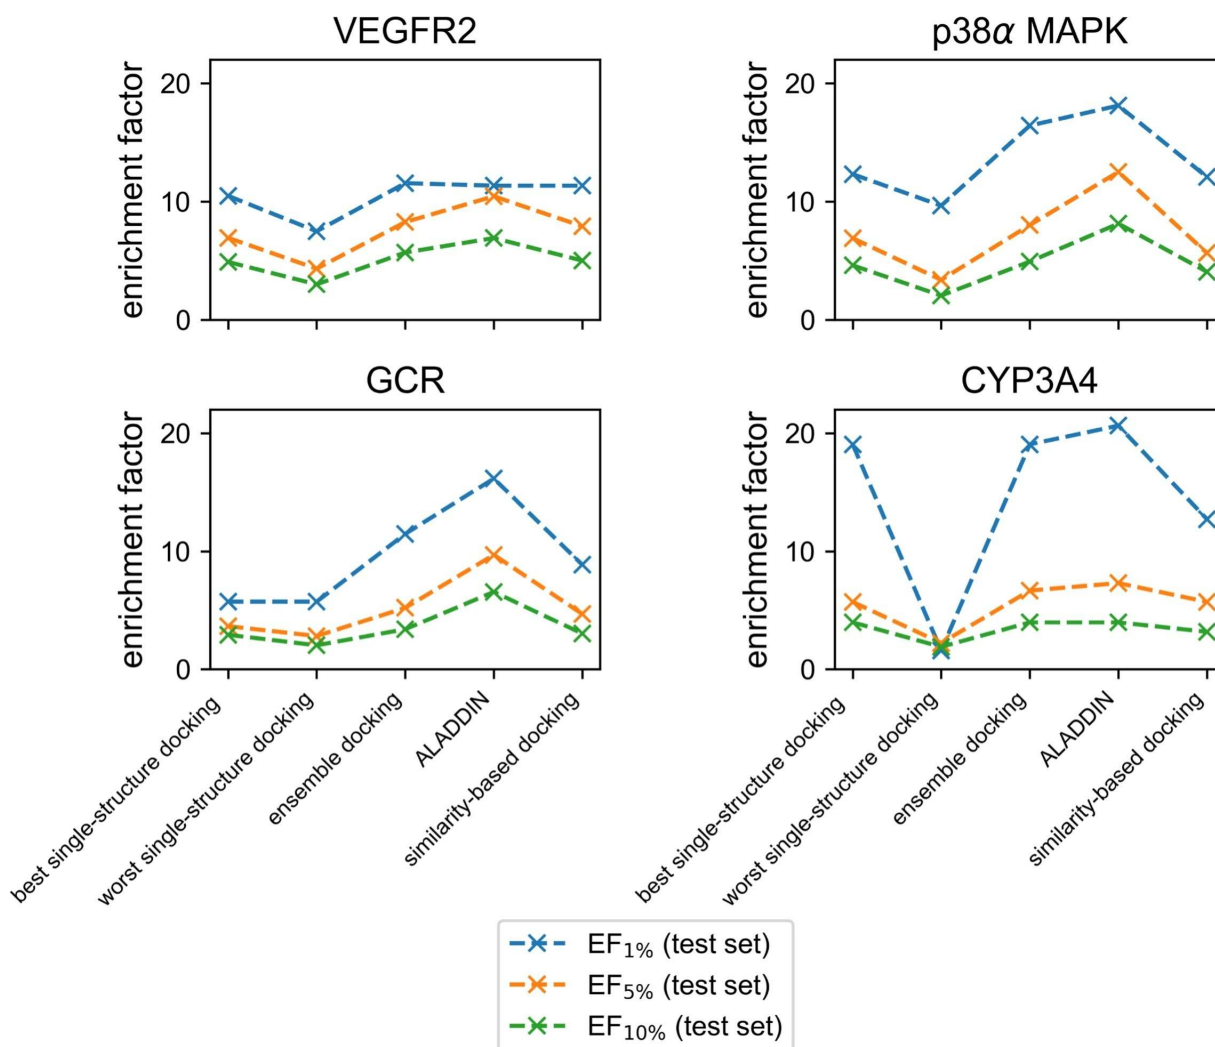 VEGFR2
enrichment factor
20
10
0
p38α MAPK
enrichment factor
20
10
0
GCR
enrichment factor
20
10
0
best single-structure docking
worst single-structure docking
ensemble docking
ALADDIN
similarity-based docking
CYP3A4
enrichment factor
20
10
0
best single-structure docking
worst single-structure docking
ensemble docking
ALADDIN
similarity-based docking
EF1% (test set)
EF5% (test set)
EF10% (test set)